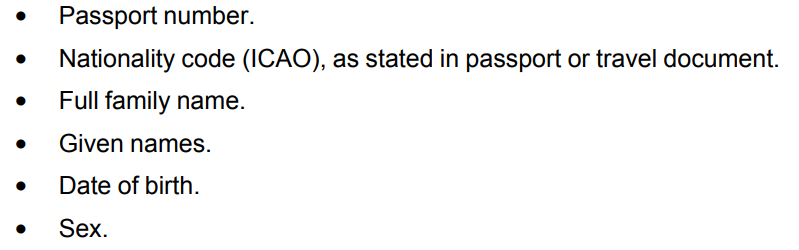 • Passport number.
• Nationality code (ICAO), as stated in passport or travel document.
• Full family name.
• Given names.
• Date of birth.
• Sex.